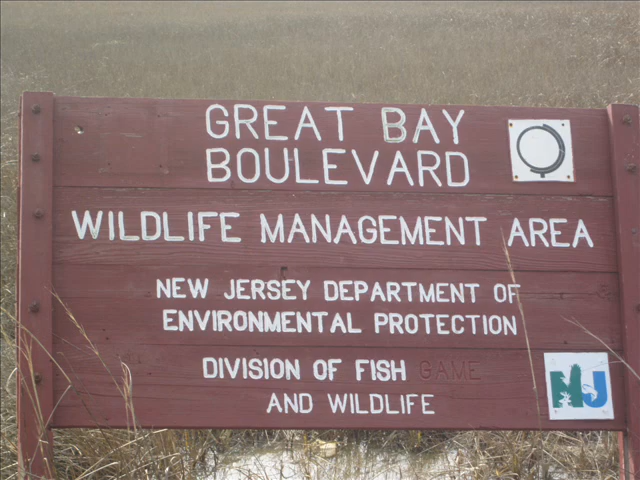 GREAT BAY
BOULEVARD
WILDLIFE MANAGEMENT AREA
NEW JERSEY DEPARTMENT OF
ENVIRONMENTAL PROTECTION
DIVISION OF FISH GAME
AND WILDLIFE
NJ